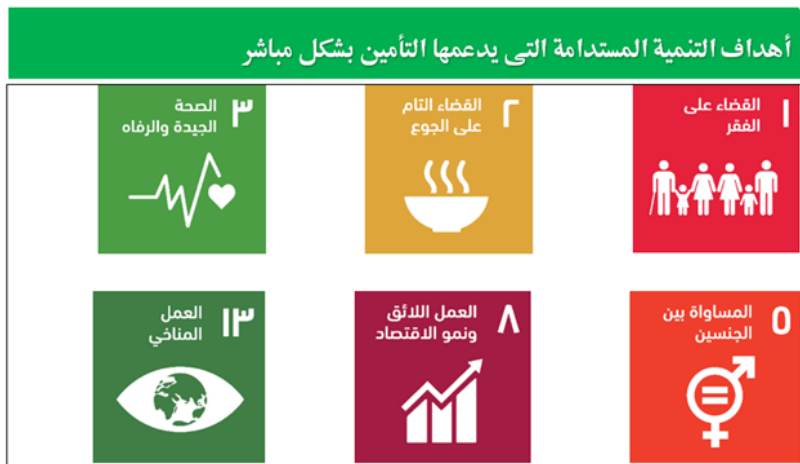 أهداف التنمية المستدامة التى يدعمها التأمين بشكل مباشر
١ القضاء على
الفقر
٢ القضاء التام
على الجوع
٣ الصحة
الجيدة والرفاه
٥ المساواة بين
الجنسين
٨ العمل اللائق
ونمو الاقتصاد
١٣ العمل
المناخي